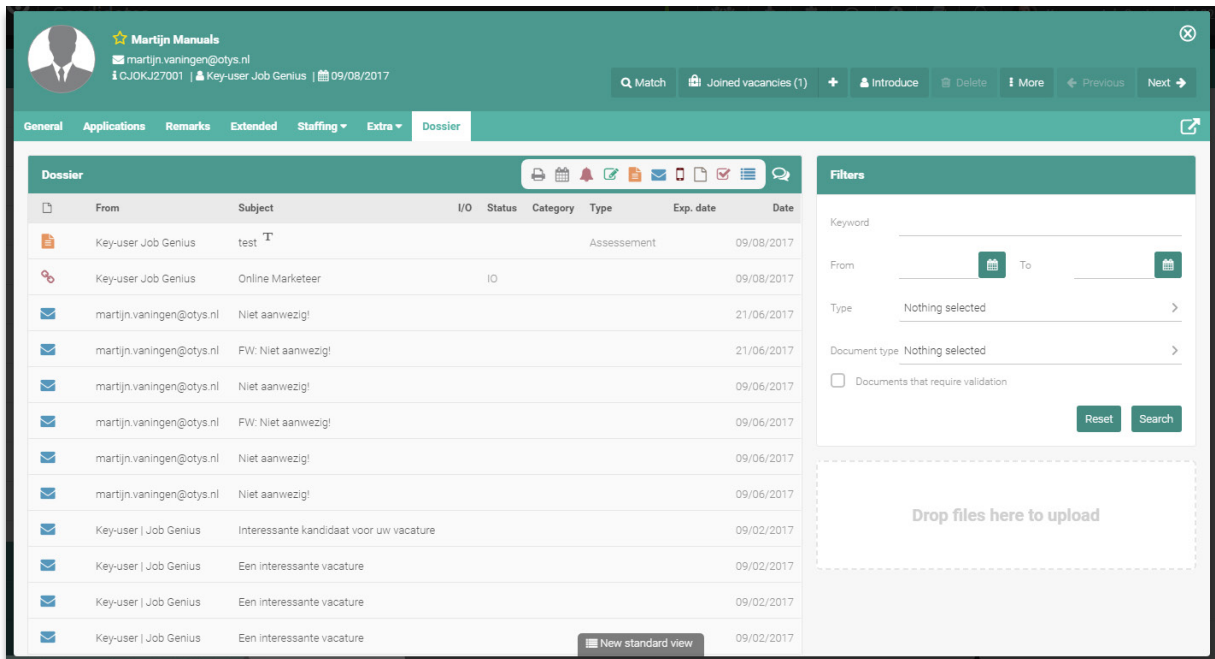 Martijn Manuals
martijn.vaningen@otys.nl
CJOKJ27001 | Key-user Job Genius | 09/08/2017
Match Joined vacancies (1) + Introduce Delete More Previous Next
General Applications Remarks Extended Staffing Extra Dossier
Dossier
From Subject I/O Status Category Type Exp. date Date
Key-user Job Genius test T Assessement 09/08/2017
Key-user Job Genius Online Marketeer IO 09/08/2017
martijn.vaningen@otys.nl Niet aanwezig! 21/06/2017
martijn.vaningen@otys.nl FW: Niet aanwezig! 21/06/2017
martijn.vaningen@otys.nl Niet aanwezig! 09/06/2017
martijn.vaningen@otys.nl FW: Niet aanwezig! 09/06/2017
martijn.vaningen@otys.nl Niet aanwezig! 09/06/2017
martijn.vaningen@otys.nl Niet aanwezig! 09/06/2017
Key-user | Job Genius Interessante kandidaat voor uw vacature 09/02/2017
Key-user | Job Genius Een interessante vacature 09/02/2017
Key-user | Job Genius Een interessante vacature 09/02/2017
Key-user | Job Genius Een interessante vacature 09/02/2017
New standard view
Filters
Keyword
From To
Type Nothing selected
Document type Nothing selected
Documents that require validation
Reset Search
Drop files here to upload